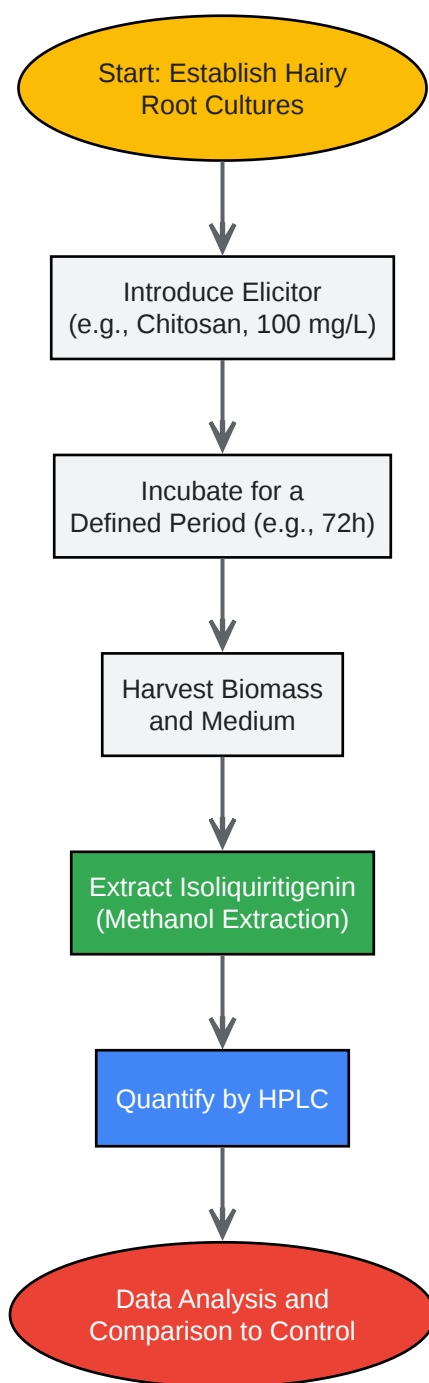 Start: Establish Hairy
Root Cultures
Introduce Elicitor
(e.g., Chitosan, 100 mg/L)
Incubate for a
Defined Period (e.g., 72h)
Harvest Biomass
and Medium
Extract Isoliquiritigenin
(Methanol Extraction)
Quantify by HPLC
Data Analysis and
Comparison to Control